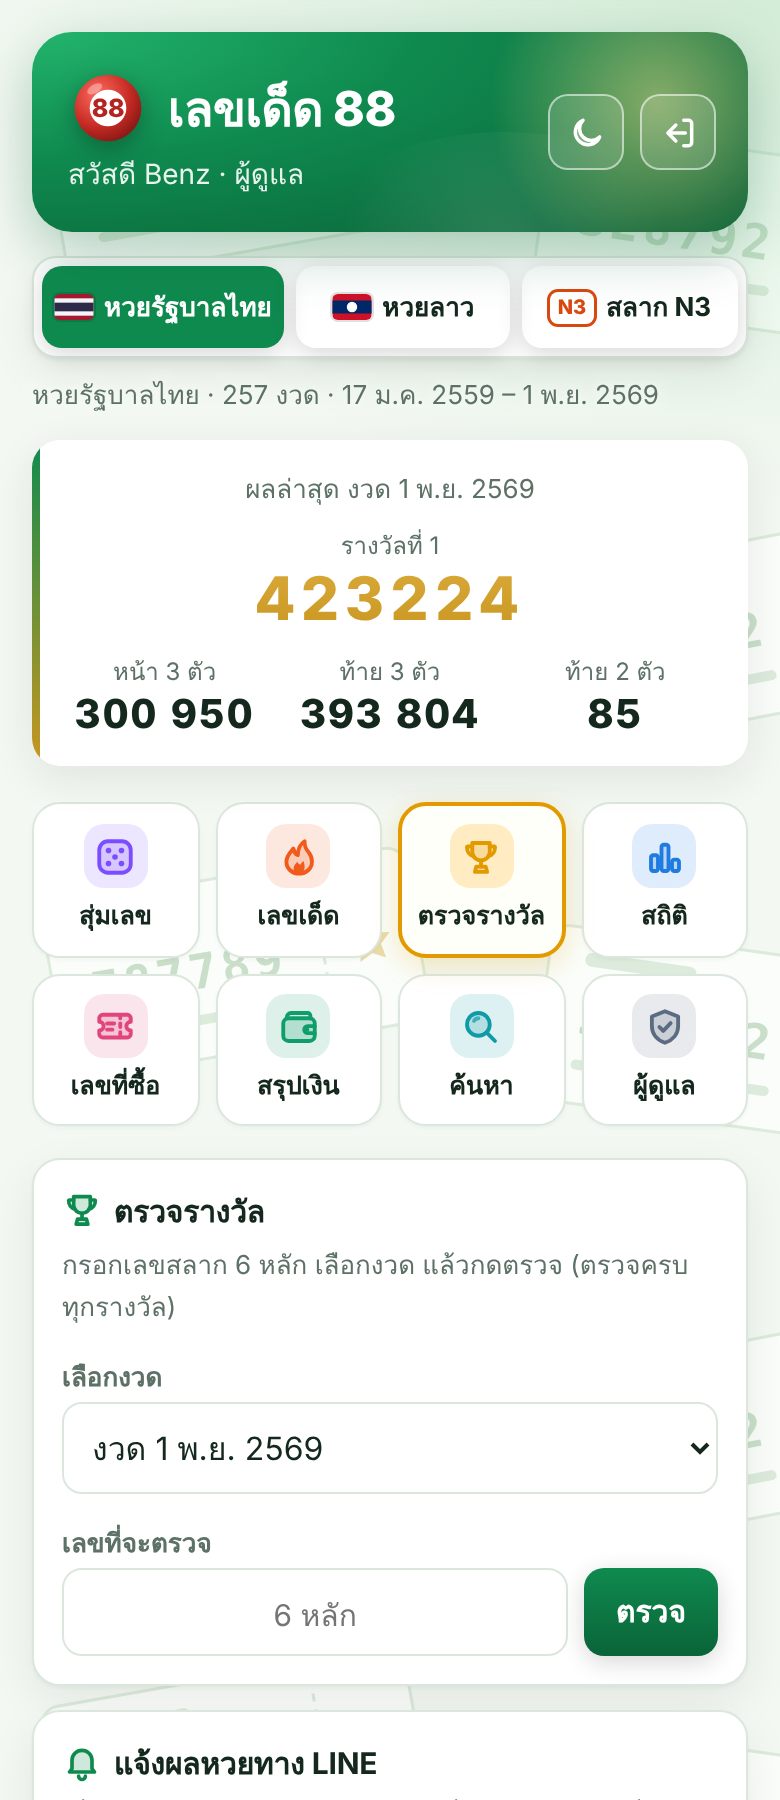 88
เลขเด็ด 88
สวัสดี Benz · ผู้ดูแล
หวยรัฐบาลไทย
หวยลาว
N3 สลาก N3
หวยรัฐบาลไทย · 257 งวด · 17 ม.ค. 2559 – 1 พ.ย. 2569
ผลล่าสุด งวด 1 พ.ย. 2569
รางวัลที่ 1
423224
หน้า 3 ตัว ท้าย 3 ตัว ท้าย 2 ตัว
300 950 393 804 85
สุ่มเลข เลขเด็ด ตรวจรางวัล สถิติ
เลขที่ซื้อ สรุปเงิน ค้นหา ผู้ดูแล
ตรวจรางวัล
กรอกเลขสลาก 6 หลัก เลือกงวด แล้วกดตรวจ (ตรวจครบ
ทุกรางวัล)
เลือกงวด
งวด 1 พ.ย. 2569
เลขที่จะตรวจ
6 หลัก ตรวจ
แจ้งผลหวยทาง LINE